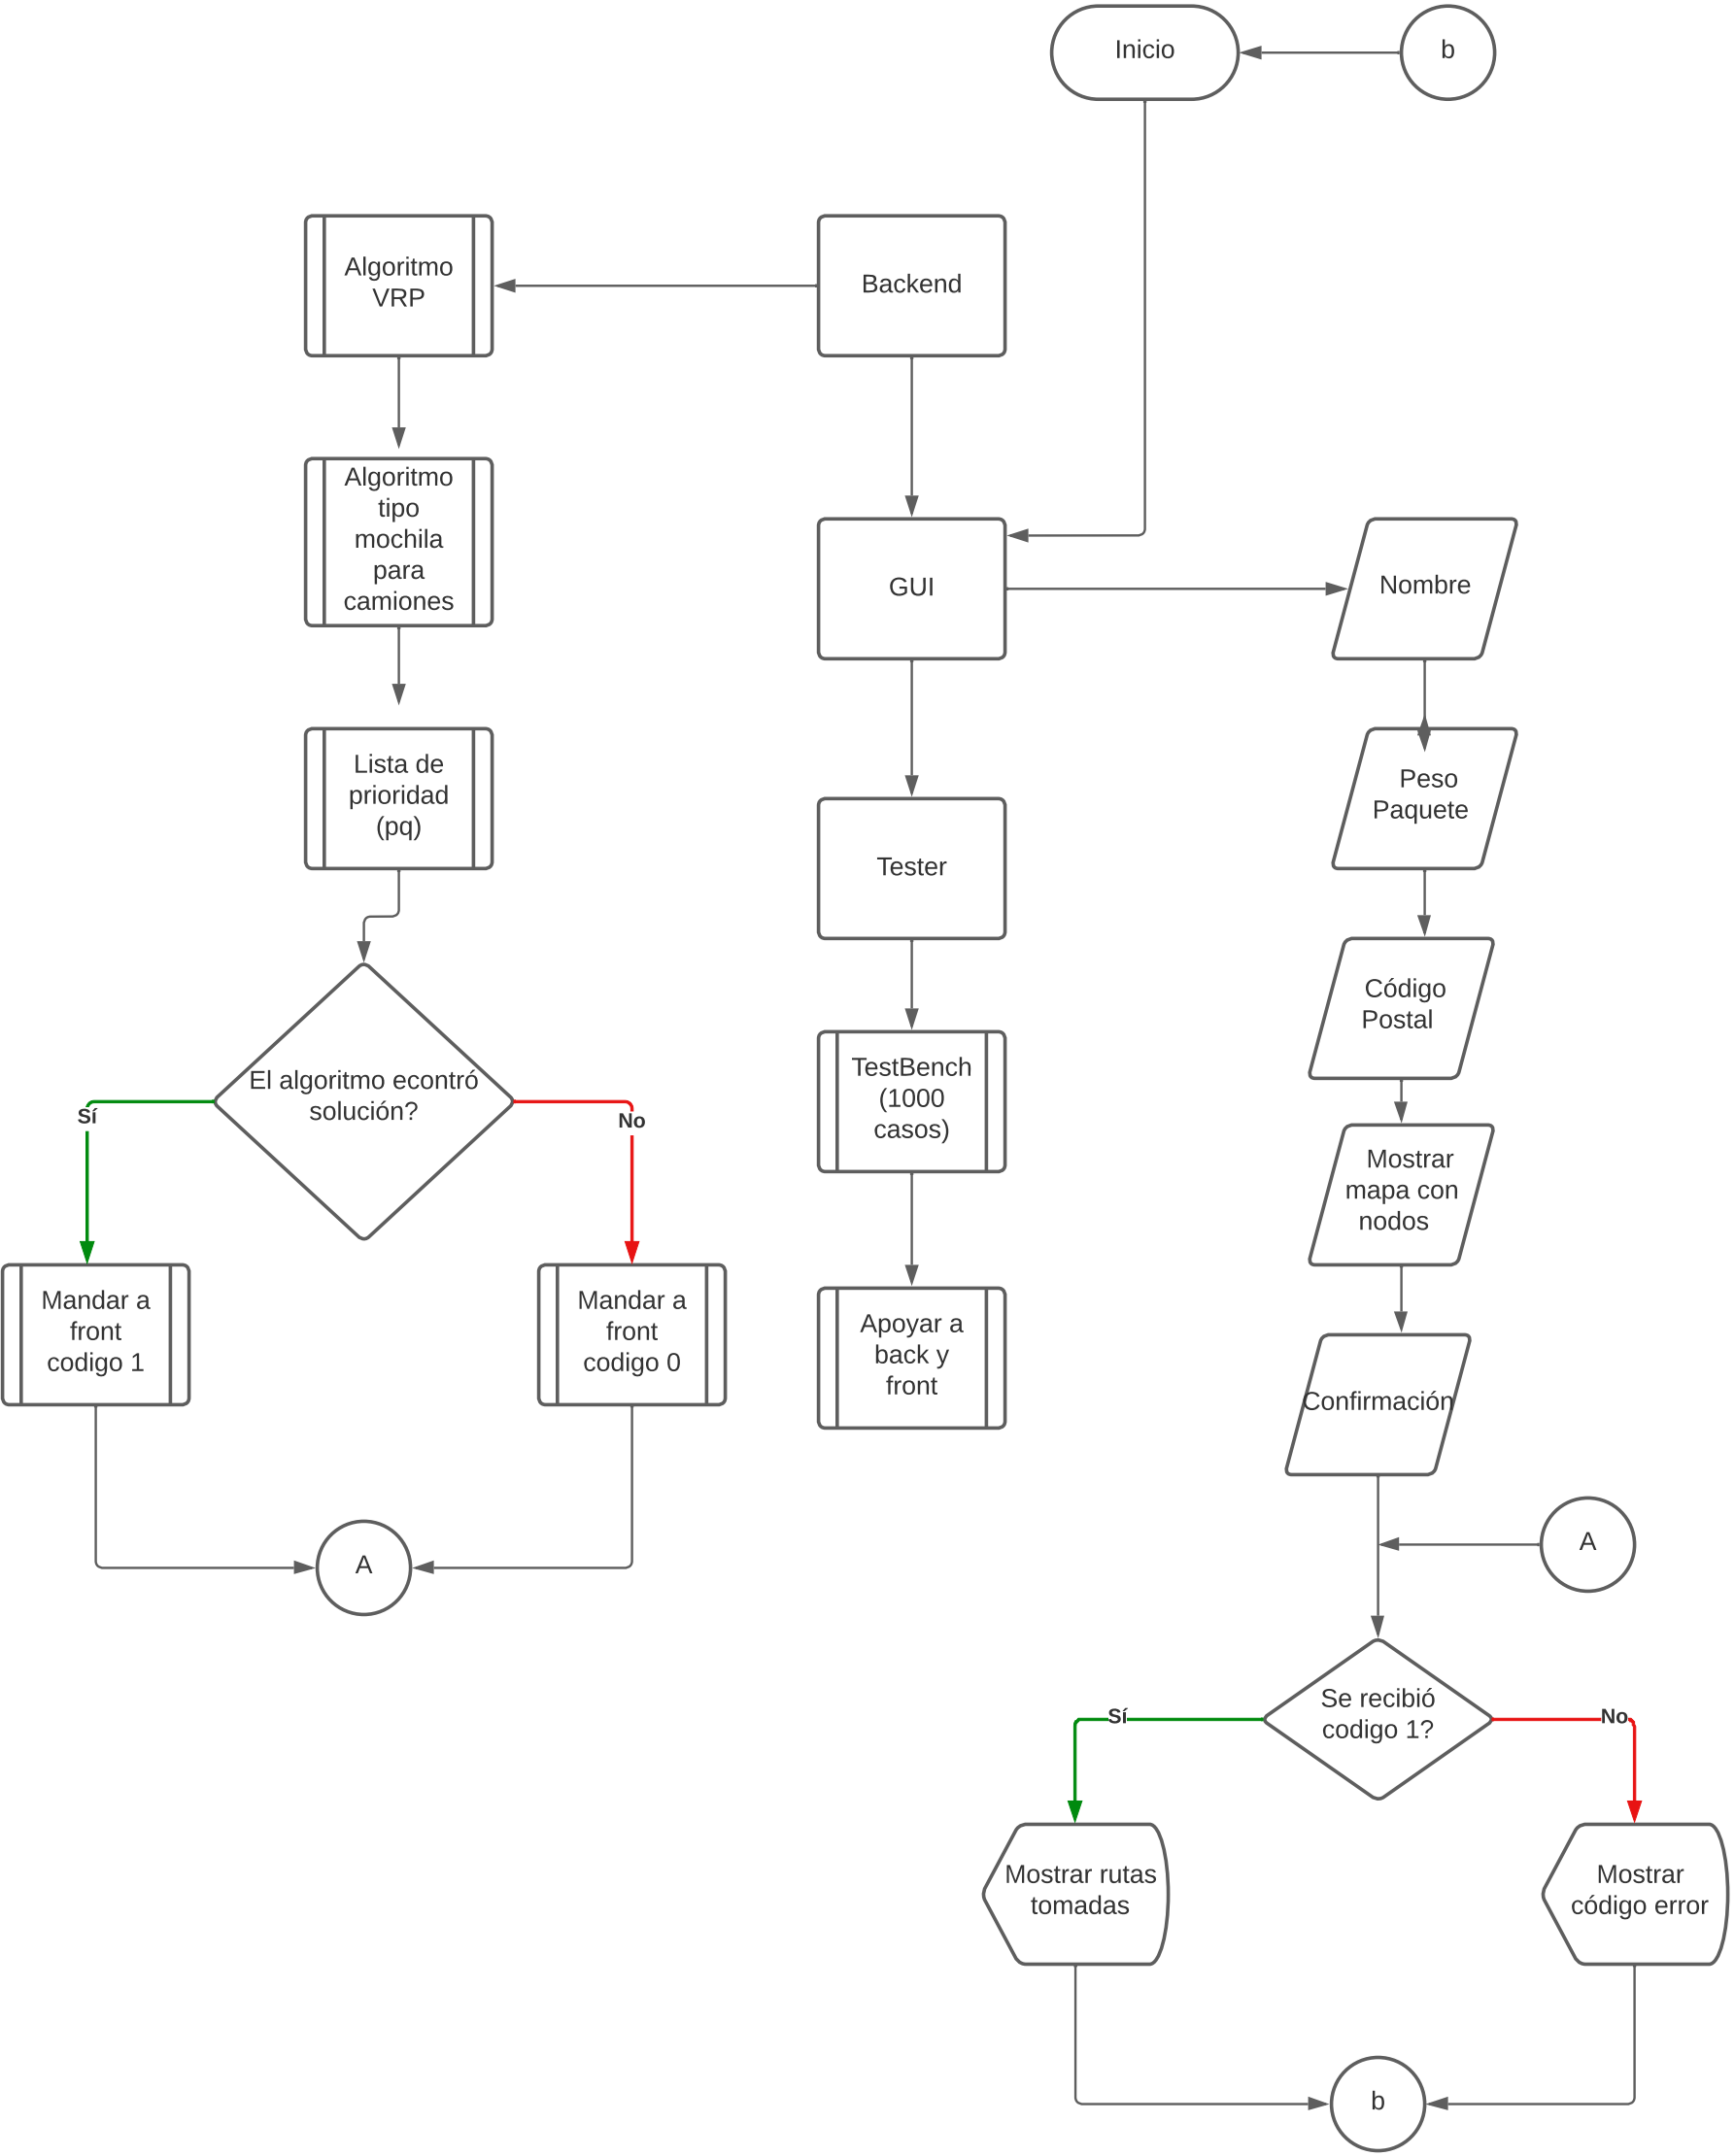 Inicio
b
Algoritmo
VRP
Backend
Algoritmo
tipo
mochila
para
camiones
GUI
Nombre
Lista de
prioridad
(pq)
Peso
Paquete
Tester
Código
Postal
El algoritmo econtró
solución?
Sí
No
TestBench
(1000
casos)
Mostrar
mapa con
nodos
Mandar a
front
codigo 1
Mandar a
front
codigo 0
Apoyar a
back y
front
Confirmación
A
A
Se recibió
codigo 1?
Sí
No
Mostrar rutas
tomadas
Mostrar
código error
b